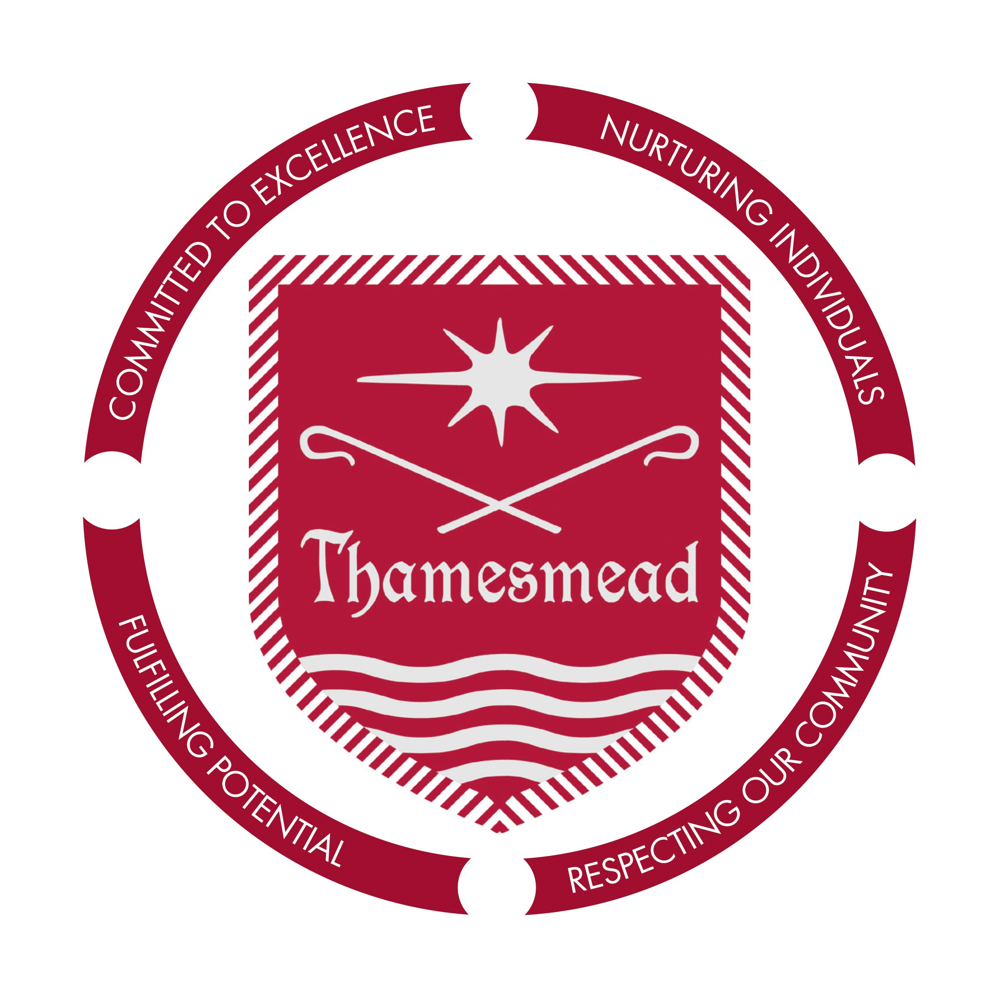 COMMITTED TO EXCELLENCE
NURTURING INDIVIDUALS
Thamesmead
FULFILLING POTENTIAL
RESPECTING OUR COMMUNITY